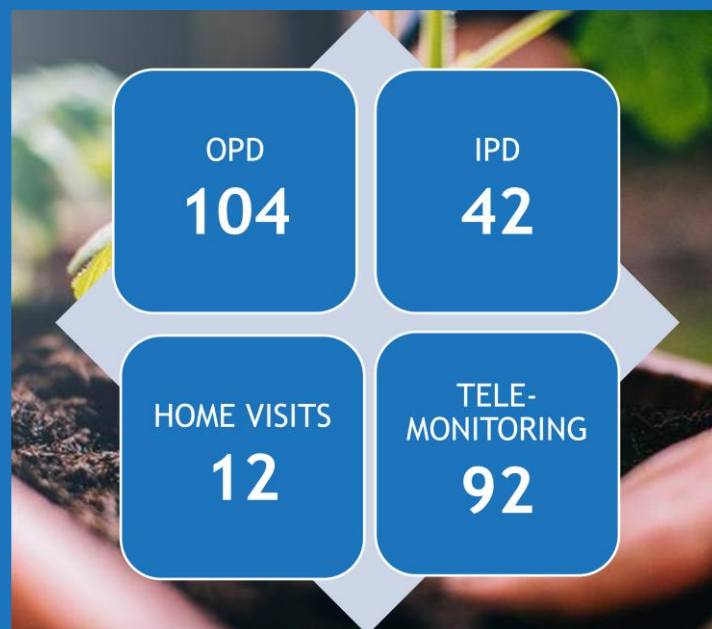 OPD
104
IPD
42
HOME VISITS
12
TELE-
MONITORING
92